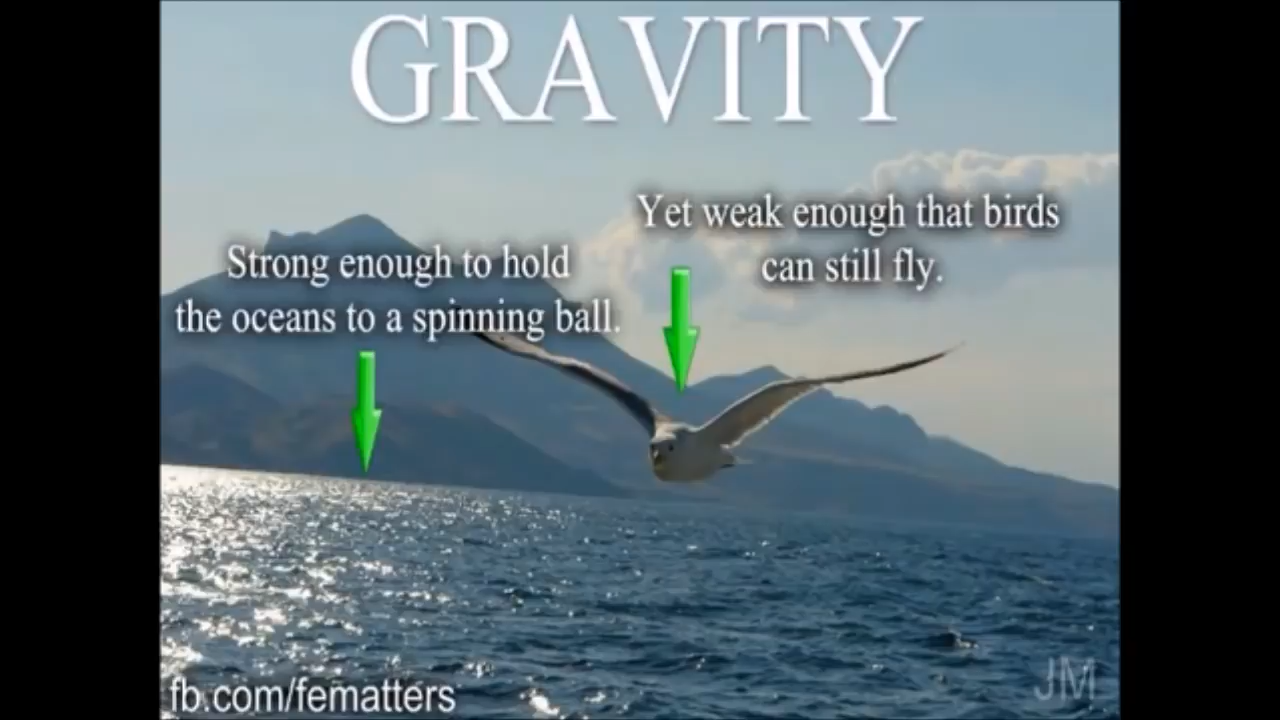 GRAVITY
Strong enough to hold
the oceans to a spinning ball.
Yet weak enough that birds
can still fly.
fb.com/fematters
JM